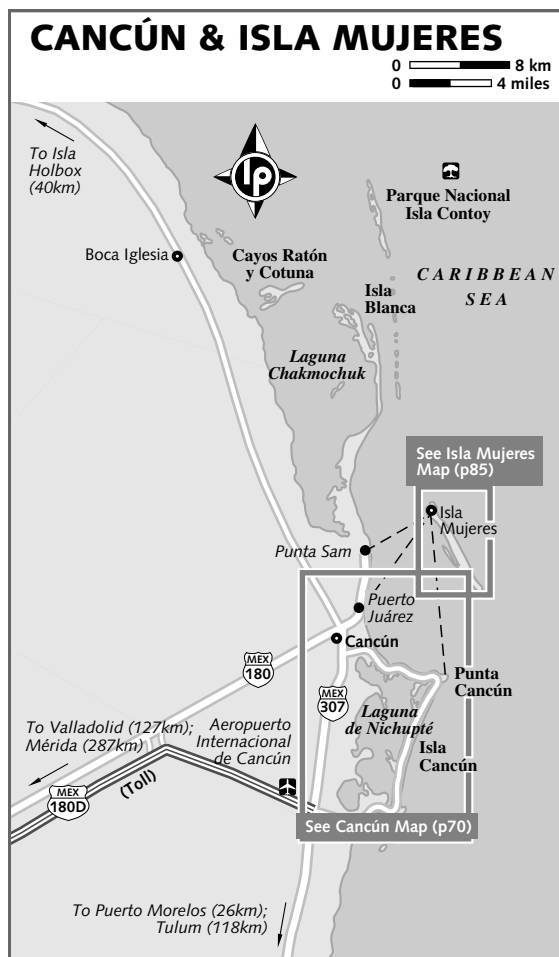 CANCÚN & ISLA MUJERES
0 8 km
0 4 miles
To Isla
Holbox
(40km)
lp
Parque Nacional
Isla Contoy
Boca Iglesia
Cayos Ratón
y Cotuna
CARIBBEAN
SEA
Isla
Blanca
Laguna
Chakmochuk
See Isla Mujeres
Map (p85)
Isla
Mujeres
Punta Sam
Puerto
Juárez
Cancún
MEX
180
Punta
Cancún
MEX
307
Laguna
de Nichupté
Isla
Cancún
To Valladolid (127km);
Mérida (287km)
Aeropuerto
Internacional
de Cancún
(Toll)
MEX
180D
See Cancún Map (p70)
To Puerto Morelos (26km);
Tulum (118km)